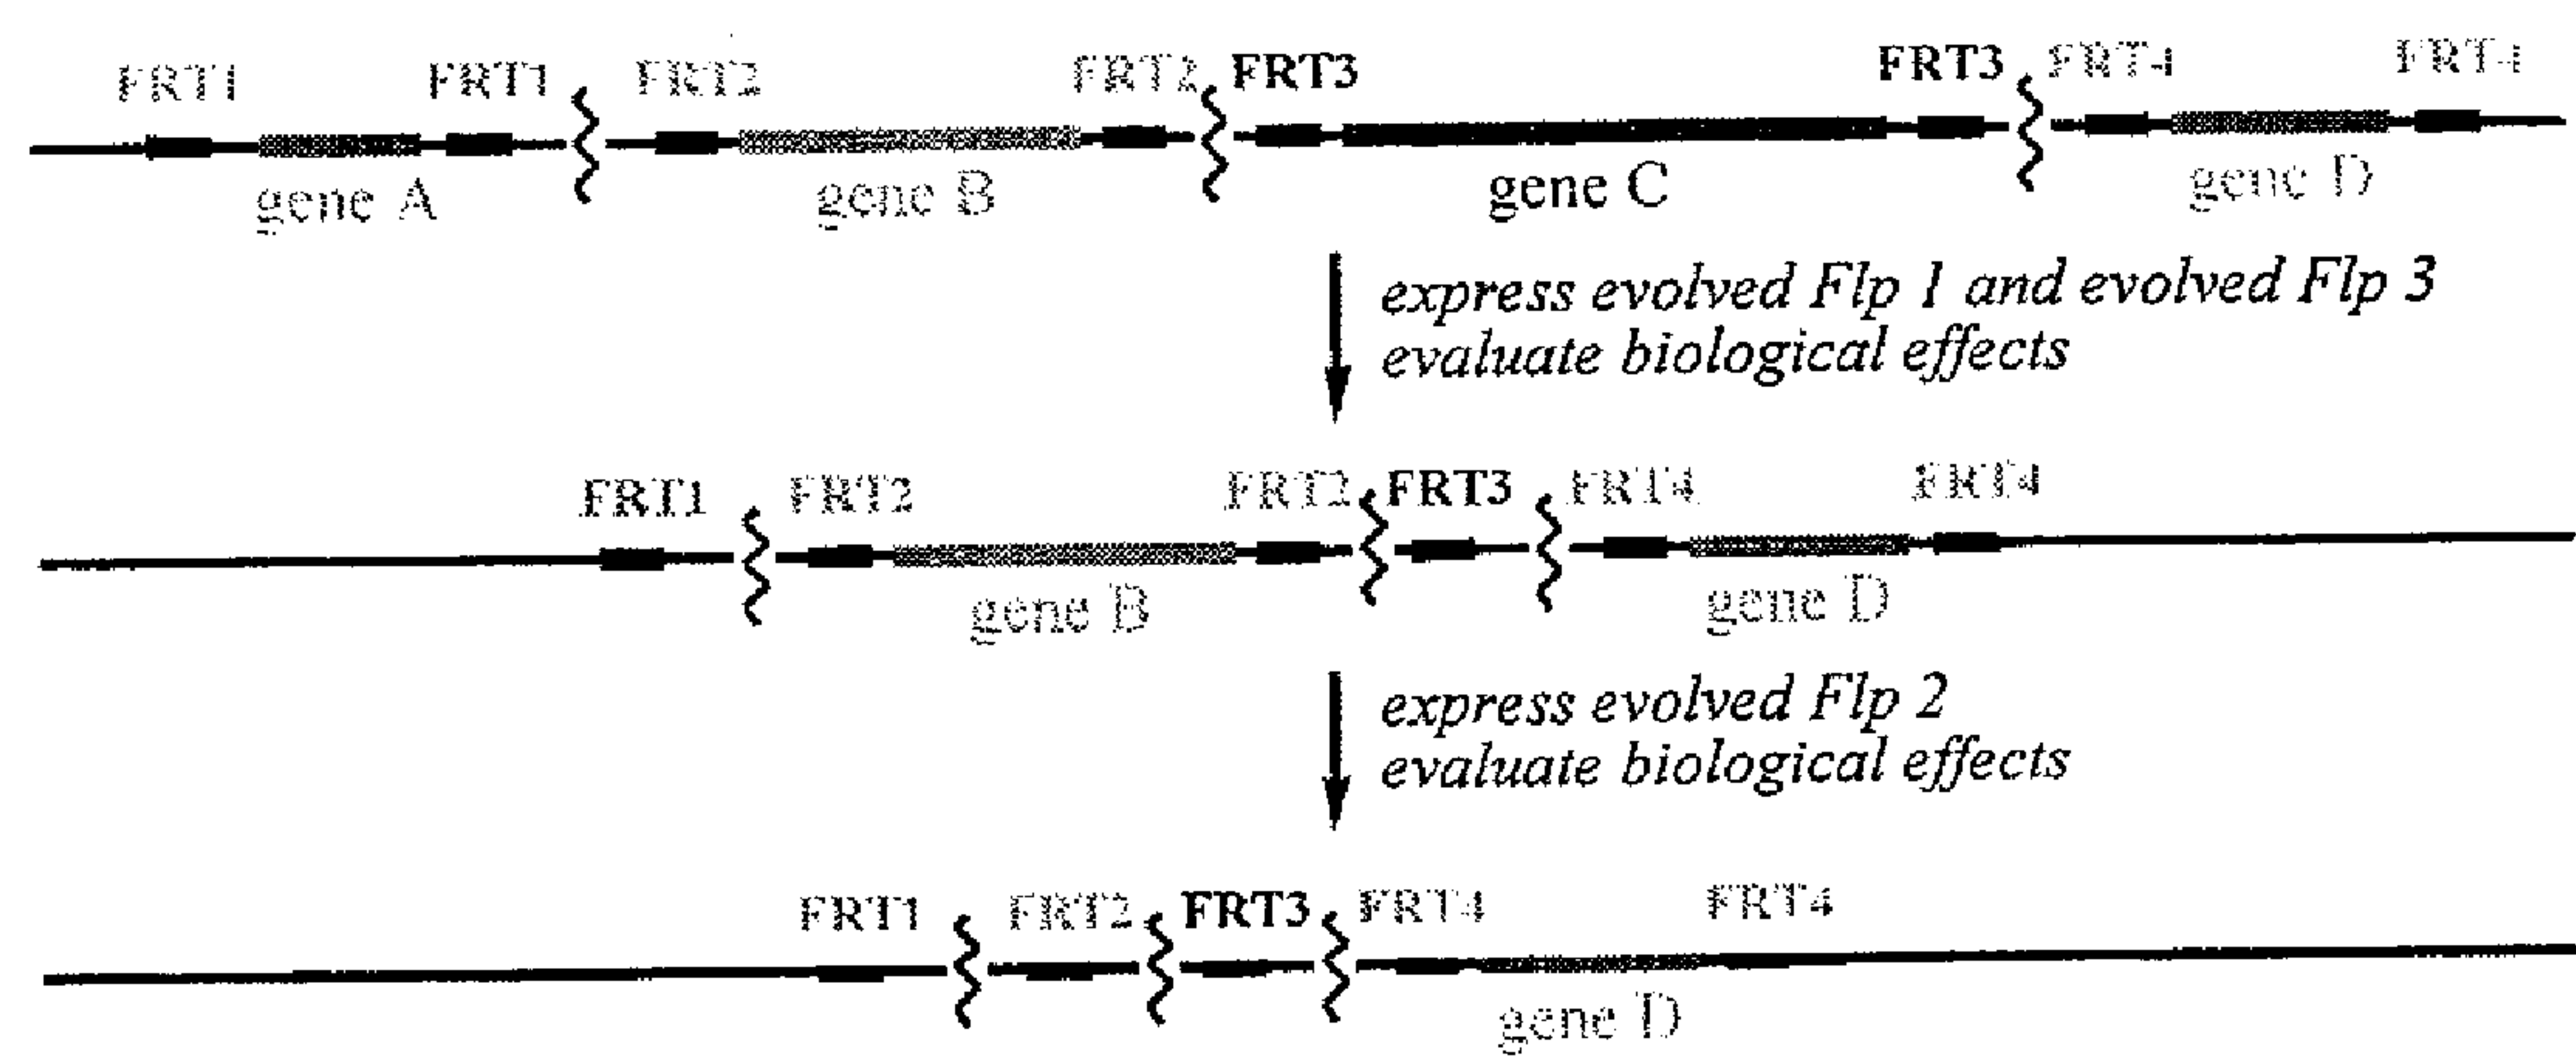 FRT1 FRT1 FRT2 FRT2 FRT3 FRT3 FRT4 FRT4
gene A gene B gene C gene D
express evolved Flp 1 and evolved Flp 3
evaluate biological effects
FRT1 FRT2 FRT2 FRT3 FRT4 FRT4
gene B gene D
express evolved Flp 2
evaluate biological effects
FRT1 FRT2 FRT3 FRT4 FRT4
gene D